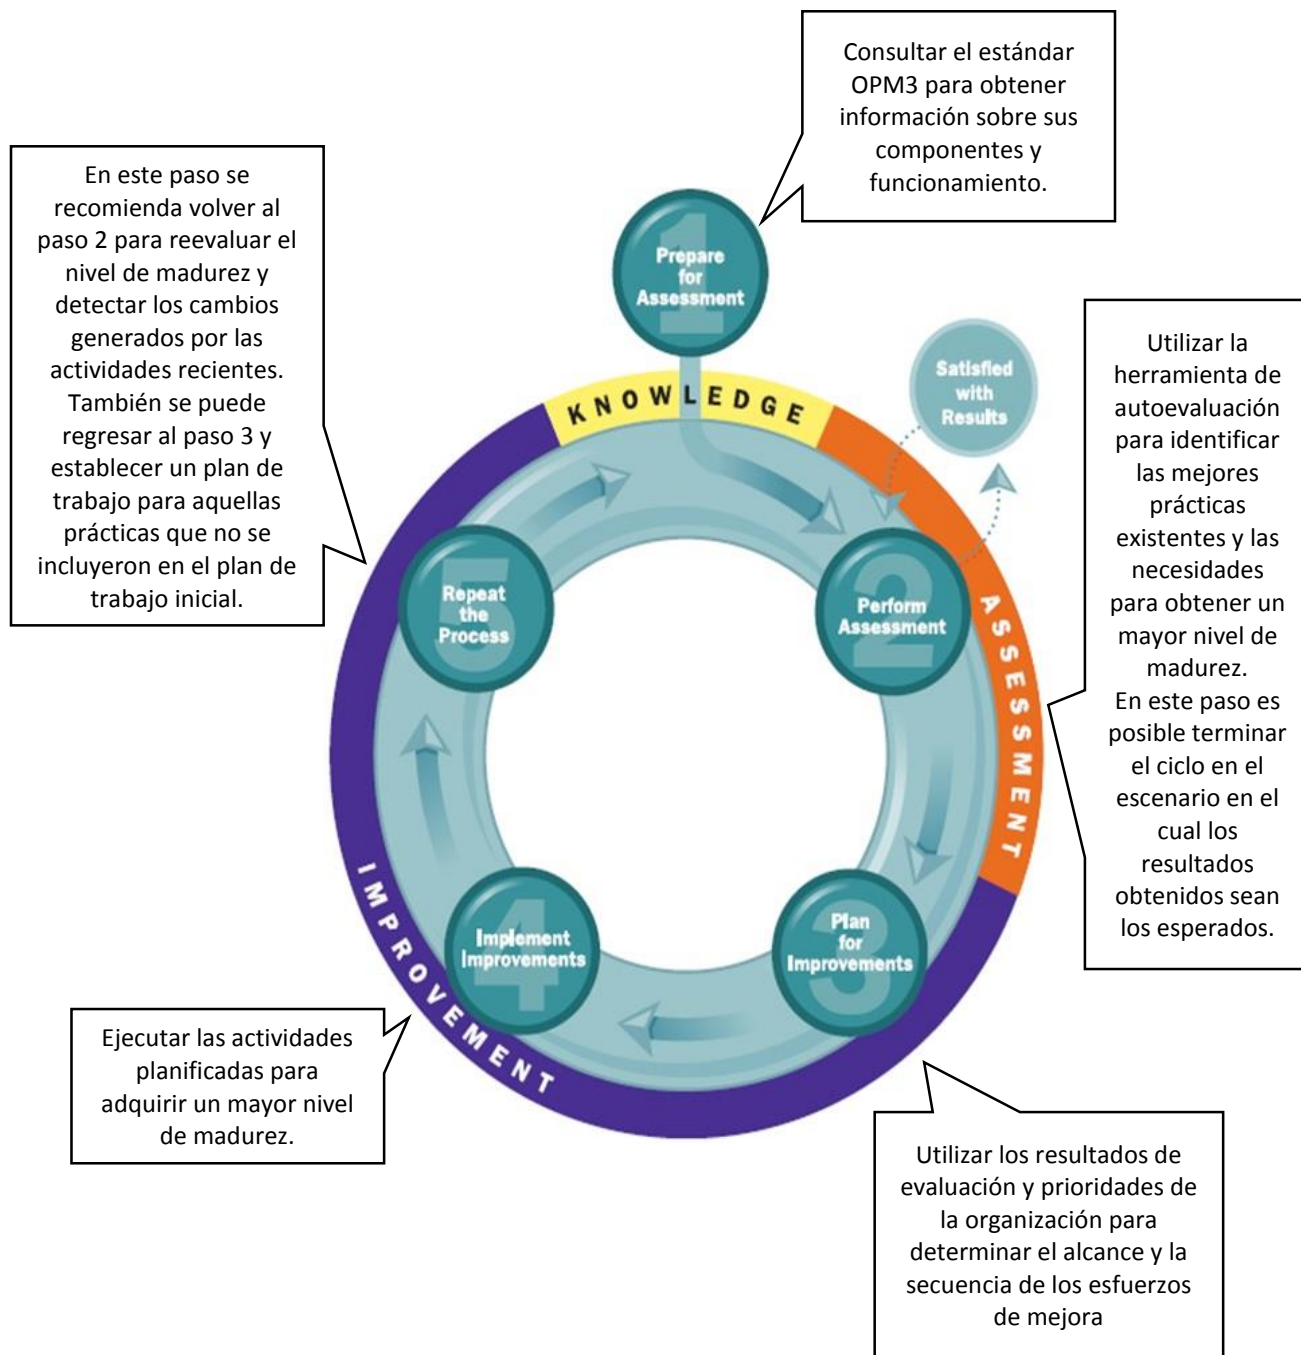 Consultar el estándar
OPM3 para obtener
información sobre sus
componentes y
funcionamiento.
En este paso se
recomienda volver al
paso 2 para reevaluar el
nivel de madurez y
detectar los cambios
generados por las
actividades recientes.
También se puede
regresar al paso 3 y
establecer un plan de
trabajo para aquellas
prácticas que no se
incluyeron en el plan de
trabajo inicial.
1
Prepare
for
Assessment
KNOWLEDGE
Satisfied
with
Results
Utilizar la
herramienta de
autoevaluación
para identificar
las mejores
prácticas
existentes y las
necesidades
para obtener un
mayor nivel de
madurez.
En este paso es
posible terminar
el ciclo en el
escenario en el
cual los
resultados
obtenidos sean
los esperados.
5
Repeat
the
Process
2
Perform
Assessment
ASSESSMENT
4
Implement
Improvements
3
Plan
for
Improvements
IMPROVEMENT
Ejecutar las actividades
planificadas para
adquirir un mayor nivel
de madurez.
Utilizar los resultados de
evaluación y prioridades de
la organización para
determinar el alcance y la
secuencia de los esfuerzos
de mejora